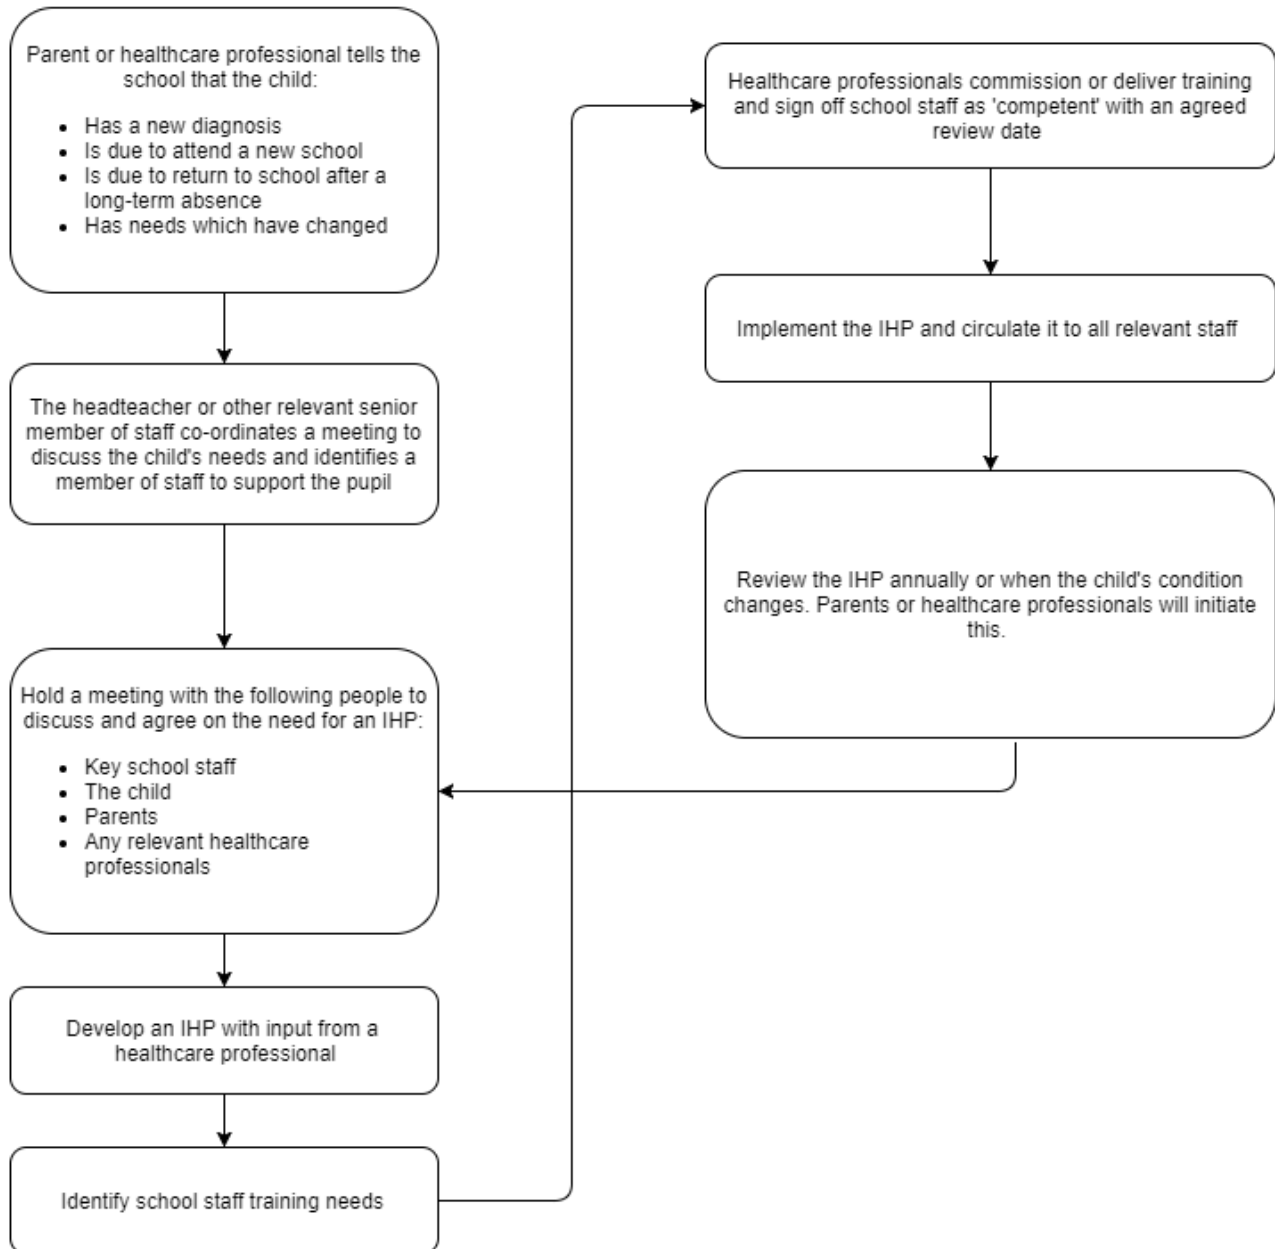 Parent or healthcare professional tells the
school that the child:
• Has a new diagnosis
• Is due to attend a new school
• Is due to return to school after a
long-term absence
• Has needs which have changed
The headteacher or other relevant senior
member of staff co-ordinates a meeting to
discuss the child's needs and identifies a
member of staff to support the pupil
Hold a meeting with the following people to
discuss and agree on the need for an IHP:
• Key school staff
• The child
• Parents
• Any relevant healthcare
professionals
Develop an IHP with input from a
healthcare professional
Identify school staff training needs
Healthcare professionals commission or deliver training
and sign off school staff as 'competent' with an agreed
review date
Implement the IHP and circulate it to all relevant staff
Review the IHP annually or when the child's condition
changes. Parents or healthcare professionals will initiate
this.